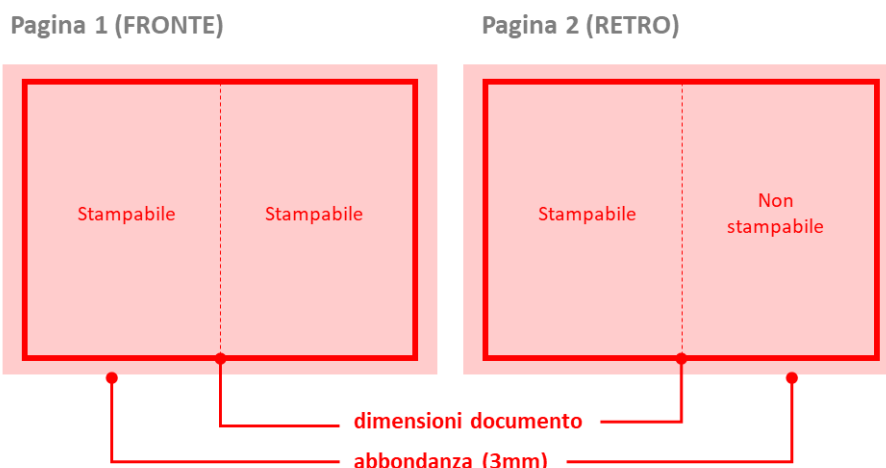 Pagina 1 (FRONTE)
Pagina 2 (RETRO)
Stampabile
Stampabile
Stampabile
Non
stampabile
dimensioni documento
abbondanza (3mm)